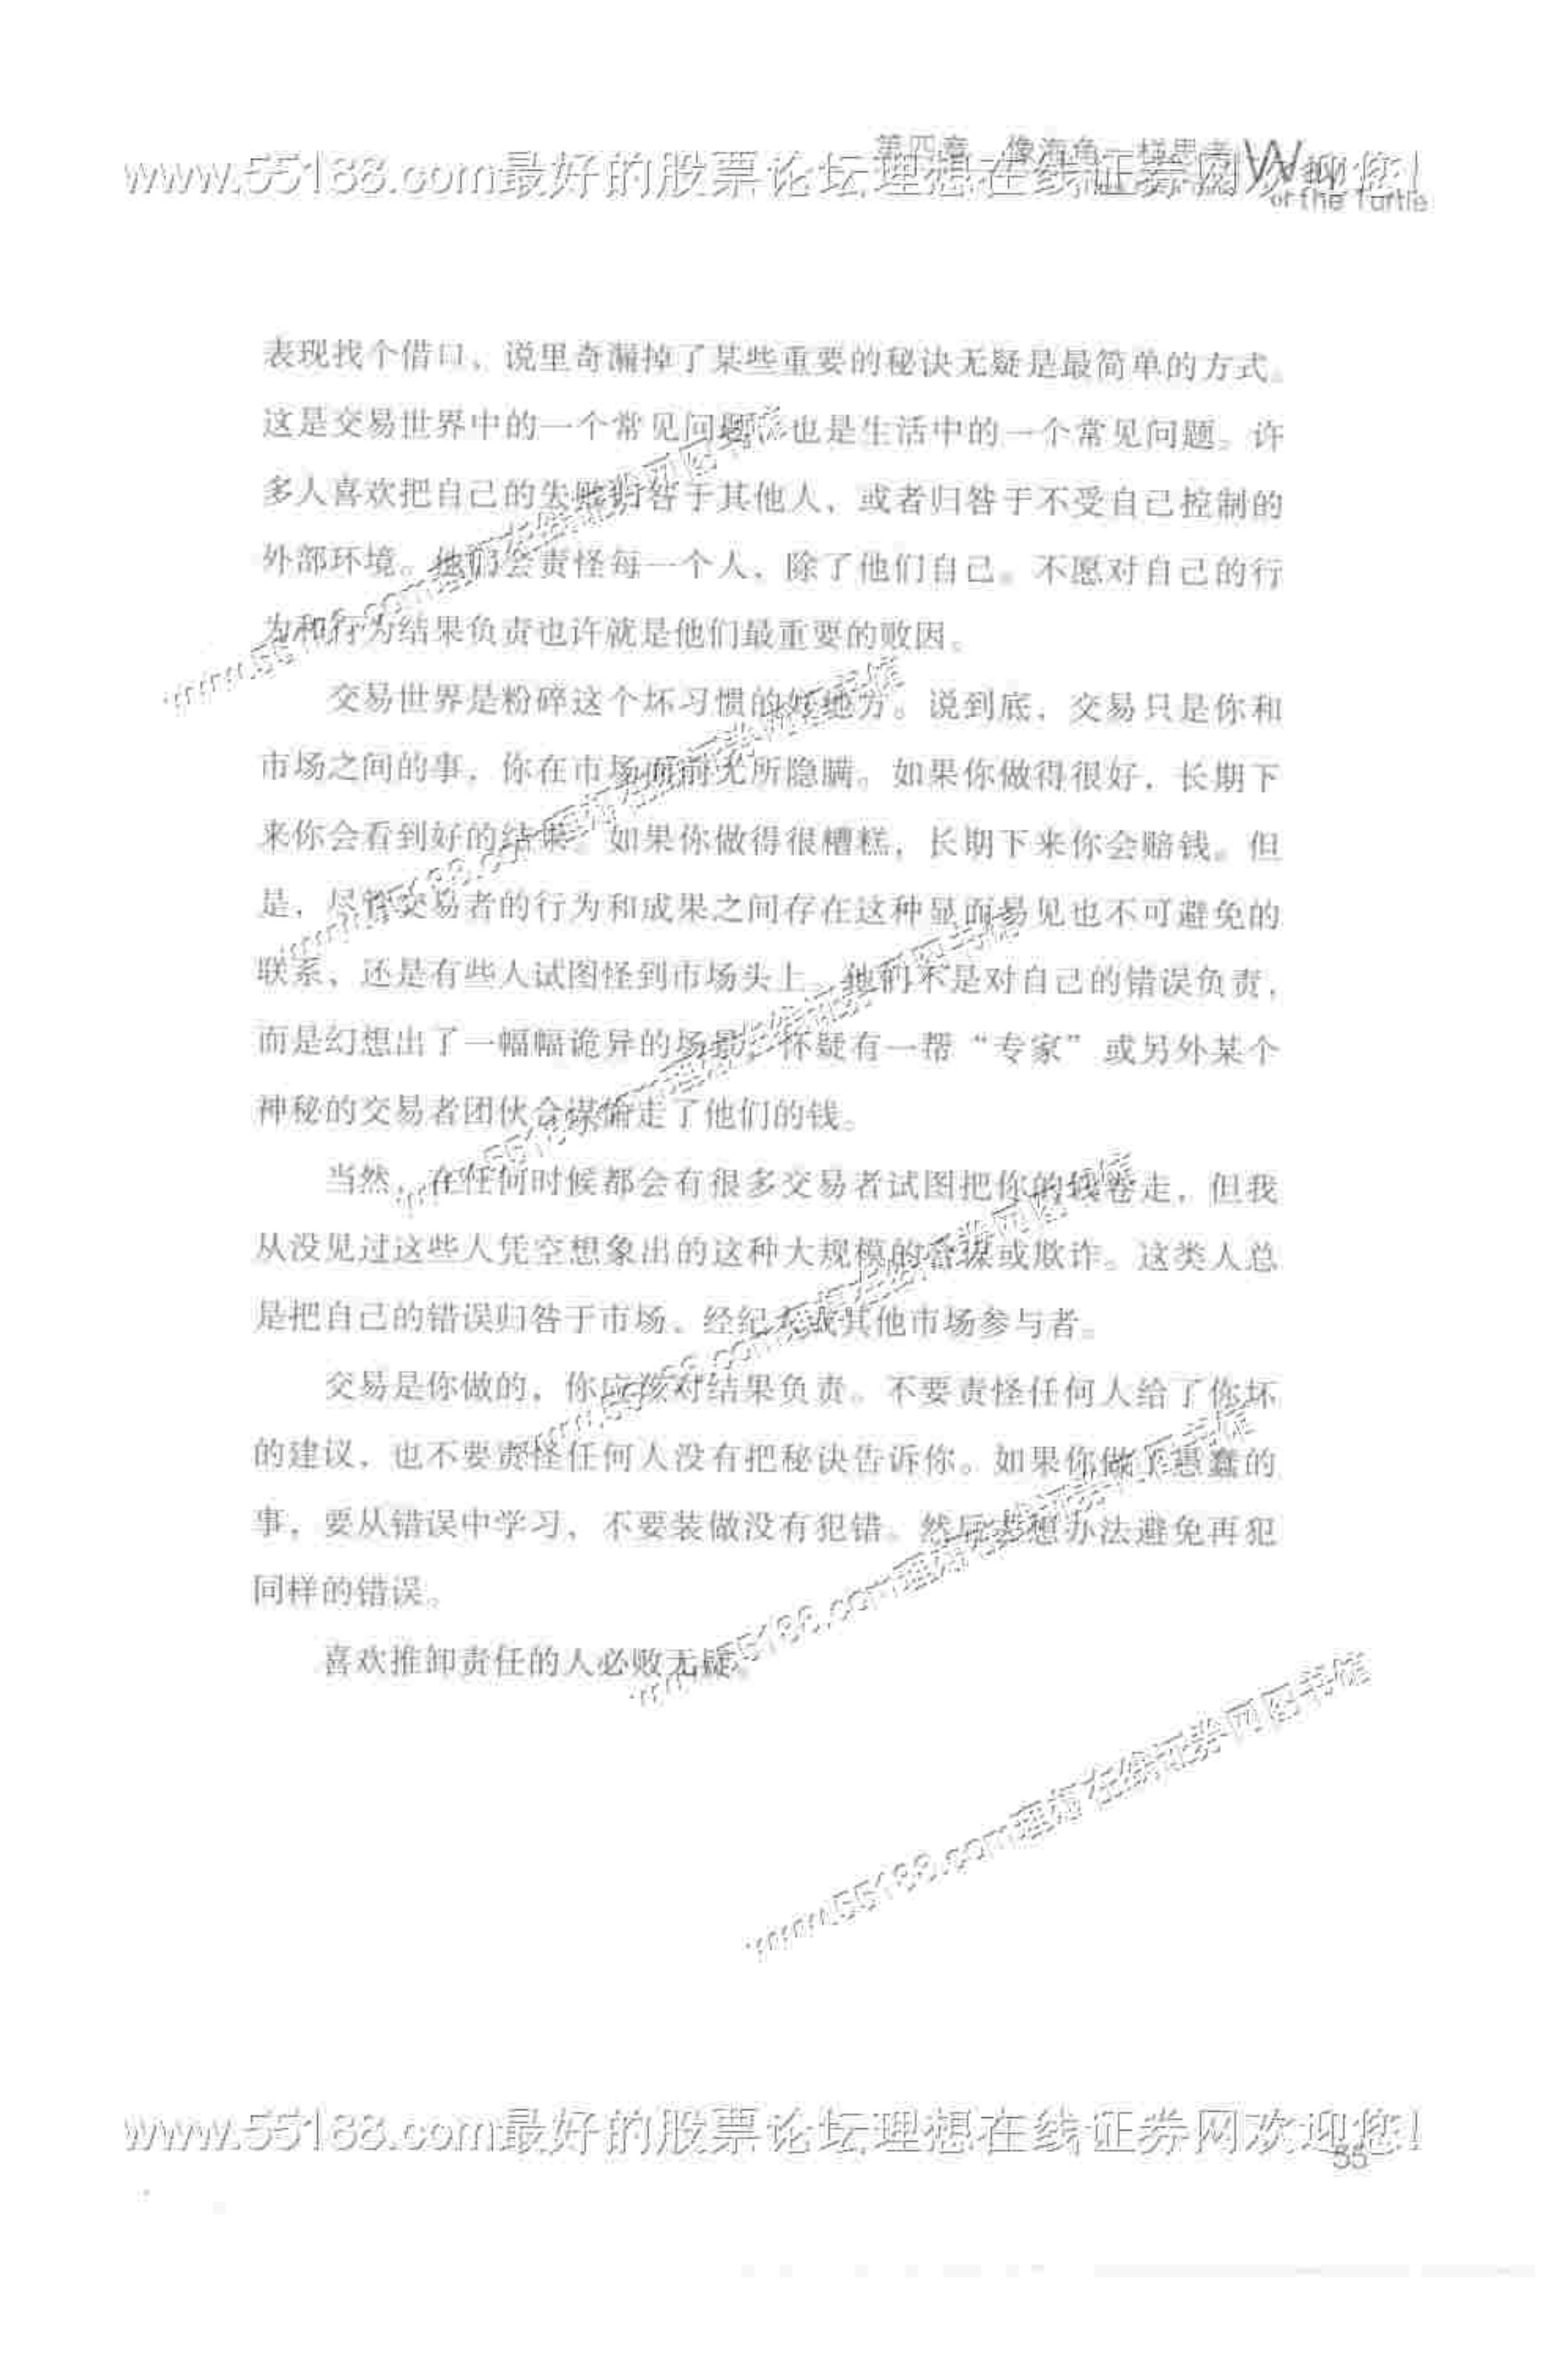 第四章 像海龟一样思考
Way
of the Turtle
www.55188.com最好的股票论坛理想在线证券网欢迎您!
表现找个借口，说里奇漏掉了某些重要的秘诀无疑是最简单的方式。
这是交易世界中的一个常见问题，也是生活中的一个常见问题。许
多人喜欢把自己的失败归咎于其他人，或者归咎于不受自己控制的
外部环境。他们会责怪每一个人，除了他们自己。不愿对自己的行
为和行为结果负责也许就是他们最重要的败因。
交易世界是粉碎这个坏习惯的好地方。说到底，交易只是你和
市场之间的事，你在市场面前无所隐瞒。如果你做得很好，长期下
来你会看到好的结果。如果你做得很糟糕，长期下来你会赔钱。但
是，尽管交易者的行为和成果之间存在这种显而易见也不可避免的
联系，还是有些人试图怪到市场头上。他们不是对自己的错误负责，
而是幻想出了一幅幅诡异的场景，怀疑有一帮“专家”或另外某个
神秘的交易者团伙合谋偷走了他们的钱。
当然，在任何时候都会有很多交易者试图把你的钱卷走，但我
从没见过这些人凭空想象出的这种大规模的合谋或欺诈。这类人总
是把自己的错误归咎于市场、经纪人或其他市场参与者。
交易是你做的，你应该对结果负责。不要责怪任何人给了你坏
的建议，也不要责怪任何人没有把秘诀告诉你。如果你做了愚蠢的
事，要从错误中学习，不要装做没有犯错。然后去想办法避免再犯
同样的错误。
喜欢推卸责任的人必败无疑。
www.55188.com理想在线证券网图书馆
www.55188.com最好的股票论坛理想在线证券网欢迎您!
55